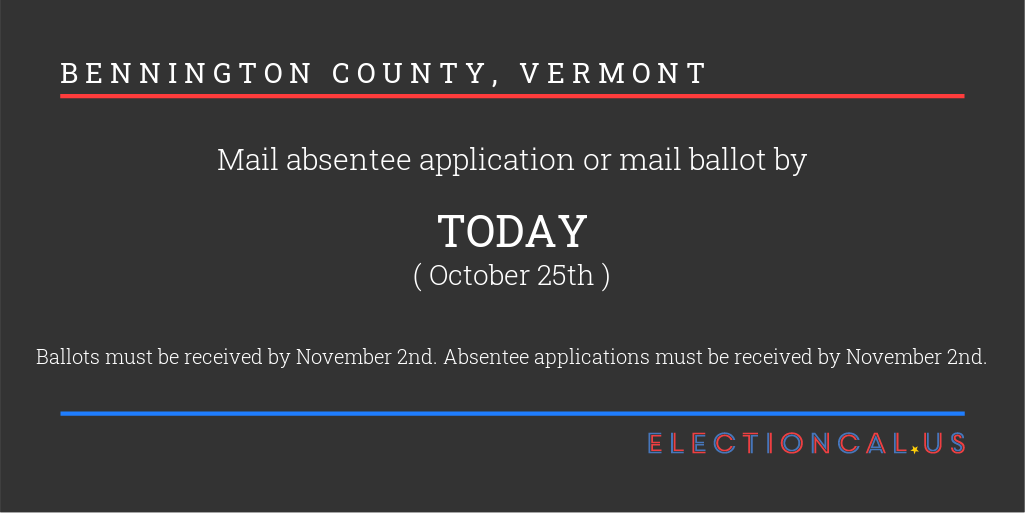 BENNINGTON COUNTY, VERMONT
Mail absentee application or mail ballot by
TODAY
( October 25th )
Ballots must be received by November 2nd. Absentee applications must be received by November 2nd.
ELECTIONCAL.US